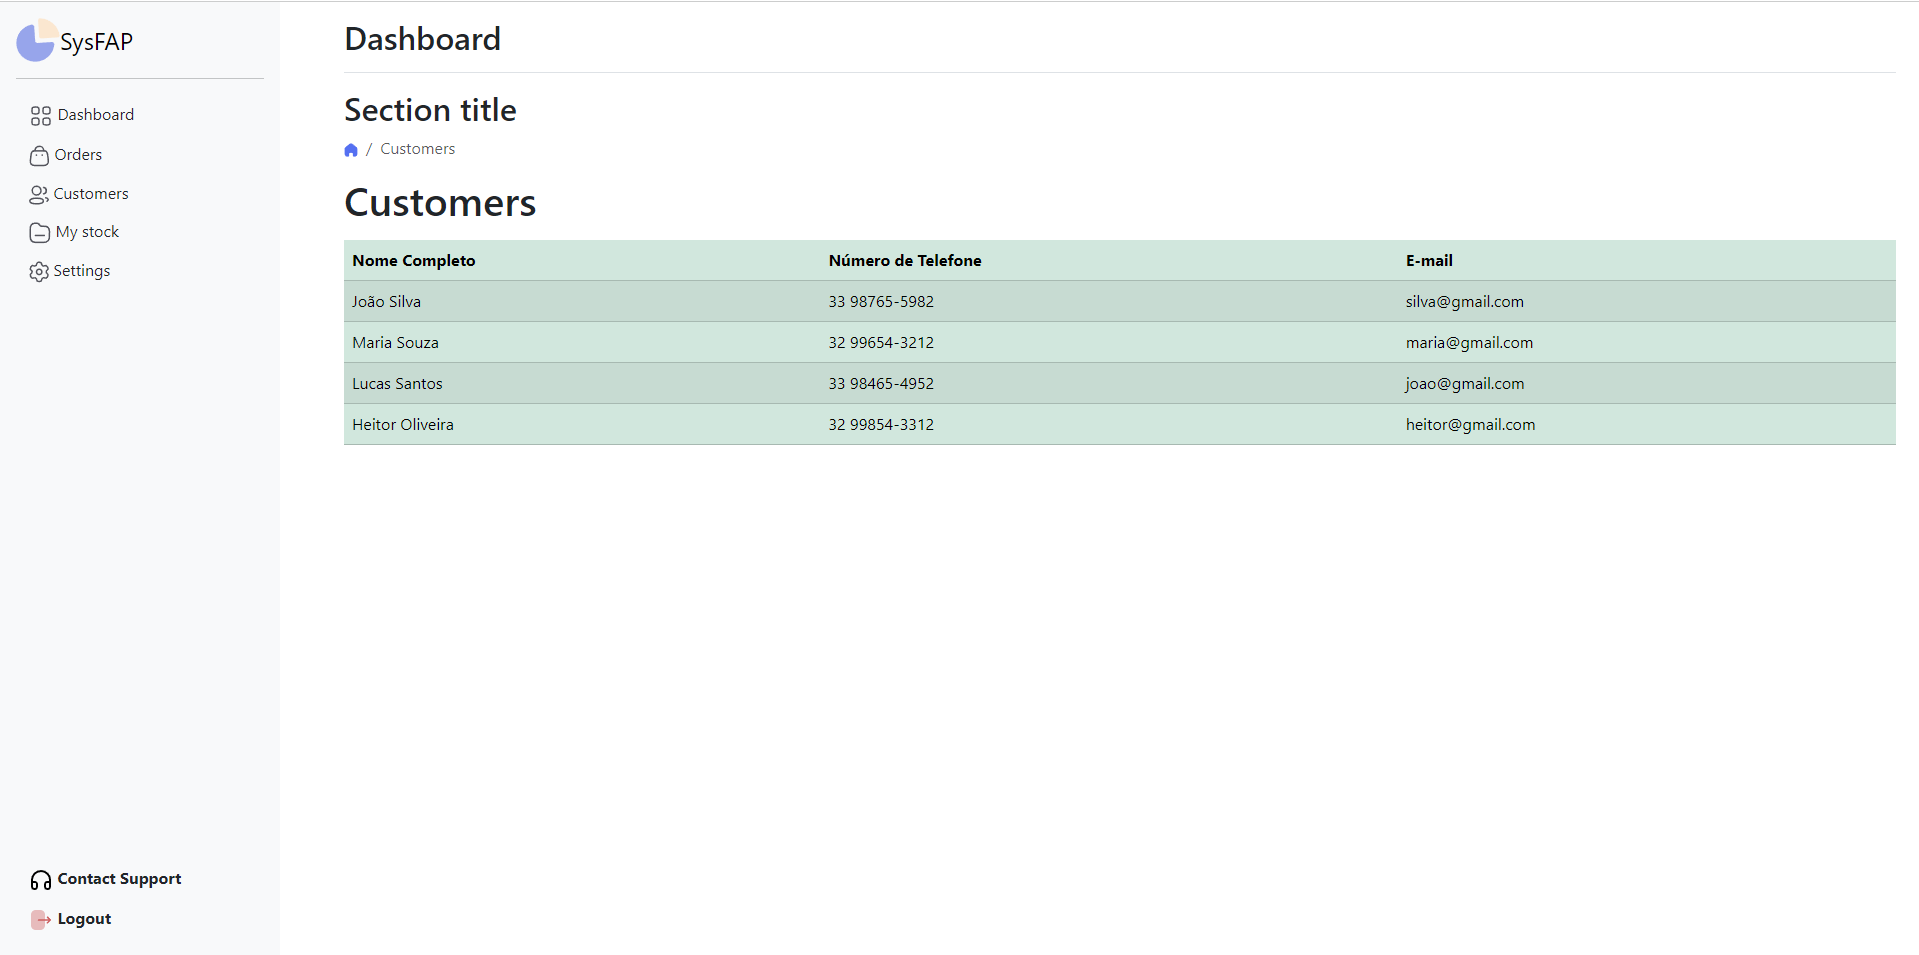 SysFAP
Dashboard
Orders
Customers
My stock
Settings
Contact Support
Logout
Dashboard
Section title
/ Customers
Customers
Nome Completo Número de Telefone E-mail
João Silva 33 98765-5982 silva@gmail.com
Maria Souza 32 99654-3212 maria@gmail.com
Lucas Santos 33 98465-4952 joao@gmail.com
Heitor Oliveira 32 99854-3312 heitor@gmail.com